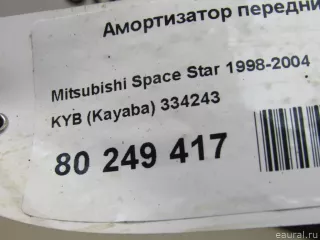 Амортизатор передни
Mitsubishi Space Star 1998-2004
KYB (Kayaba) 334243
80 249 417
eaural.ru